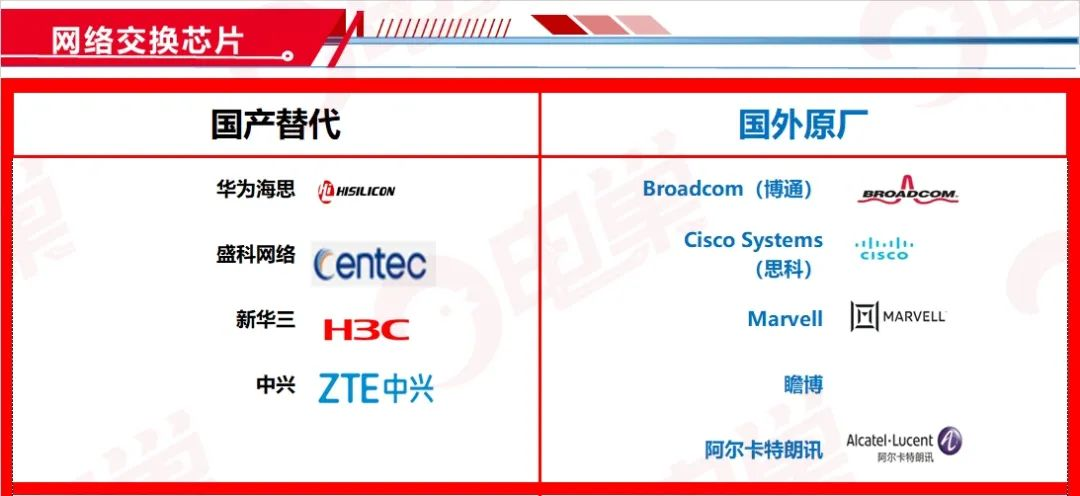 网络交换芯片
国产替代
国外原厂
华为海思 HISILICON
Broadcom（博通） BROADCOM
盛科网络 Centec
Cisco Systems
（思科） CISCO
新华三 H3C
Marvell MARVELL
中兴 ZTE中兴
瞻博
阿尔卡特朗讯 Alcatel·Lucent
阿尔卡特朗讯
电巢